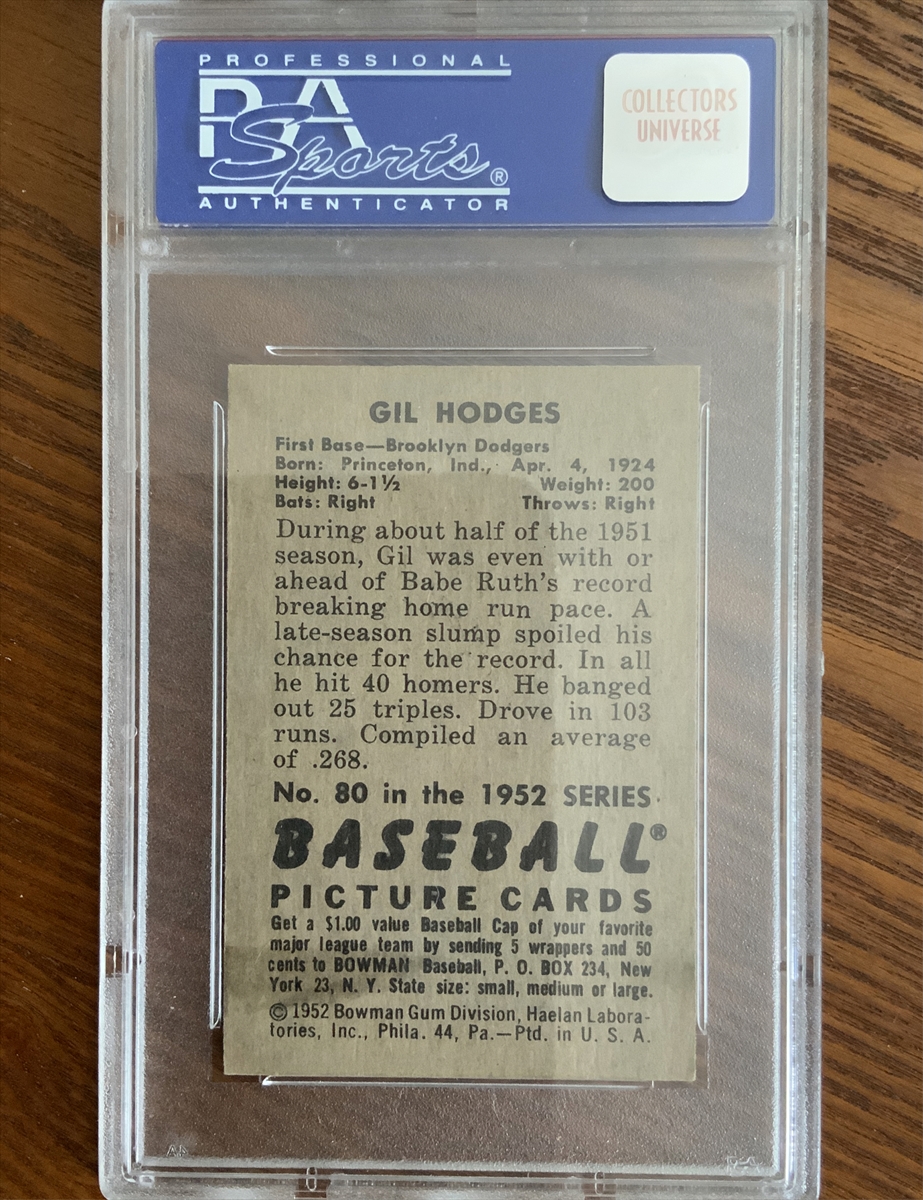 PROFESSIONAL
PSA
Sports®
AUTHENTICATOR
COLLECTORS
UNIVERSE
GIL HODGES
First Base—Brooklyn Dodgers
Born: Princeton, Ind., Apr. 4, 1924
Height: 6-1½ Weight: 200
Bats: Right Throws: Right
During about half of the 1951
season, Gil was even with or
ahead of Babe Ruth's record
breaking home run pace. A
late-season slump spoiled his
chance for the record. In all
he hit 40 homers. He banged
out 25 triples. Drove in 103
runs. Compiled an average
of .268.
No. 80 in the 1952 SERIES
BASEBALL®
PICTURE CARDS
Get a $1.00 value Baseball Cap of your favorite
major league team by sending 5 wrappers and 50
cents to BOWMAN Baseball, P. O. BOX 234, New
York 23, N. Y. State size: small, medium or large.
© 1952 Bowman Gum Division, Haelan Labora-
tories, Inc., Phila. 44, Pa.—Ptd. in U. S. A.